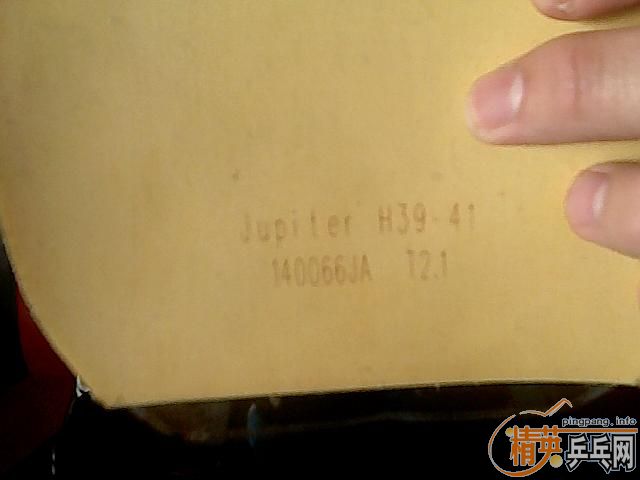 Jupiter H39-41
140066JA T2.1
pingpang.info
精英乒乓网